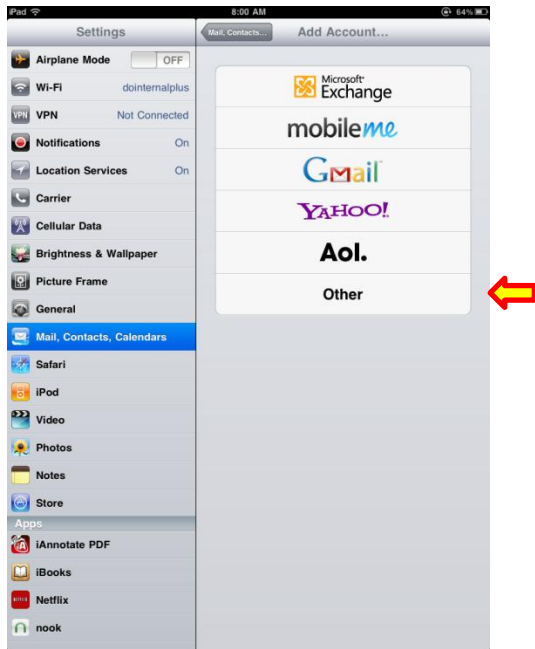 iPad 8:00 AM 64%
Settings
Mail, Contacts... Add Account...
Airplane Mode OFF
Wi-Fi dointernalplus
VPN VPN Not Connected
Notifications On
Location Services On
Carrier
Cellular Data
Brightness & Wallpaper
Picture Frame
General
Mail, Contacts, Calendars
Safari
iPod
Video
Photos
Notes
Store
Apps
iAnnotate PDF
iBooks
NETFLIX Netflix
n nook
Microsoft
Exchange
mobileme
Gmail
YAHOO!
Aol.
Other